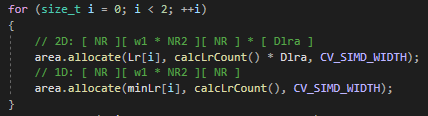 for (size_t i = 0; i < 2; ++i)
{
// 2D: [ NR ][ w1 * NR2 ][ NR ] * [ Dlra ]
area.allocate(Lr[i], calcLrCount() * Dlra, CV_SIMD_WIDTH);
// 1D: [ NR ][ w1 * NR2 ][ NR ]
area.allocate(minLr[i], calcLrCount(), CV_SIMD_WIDTH);
}